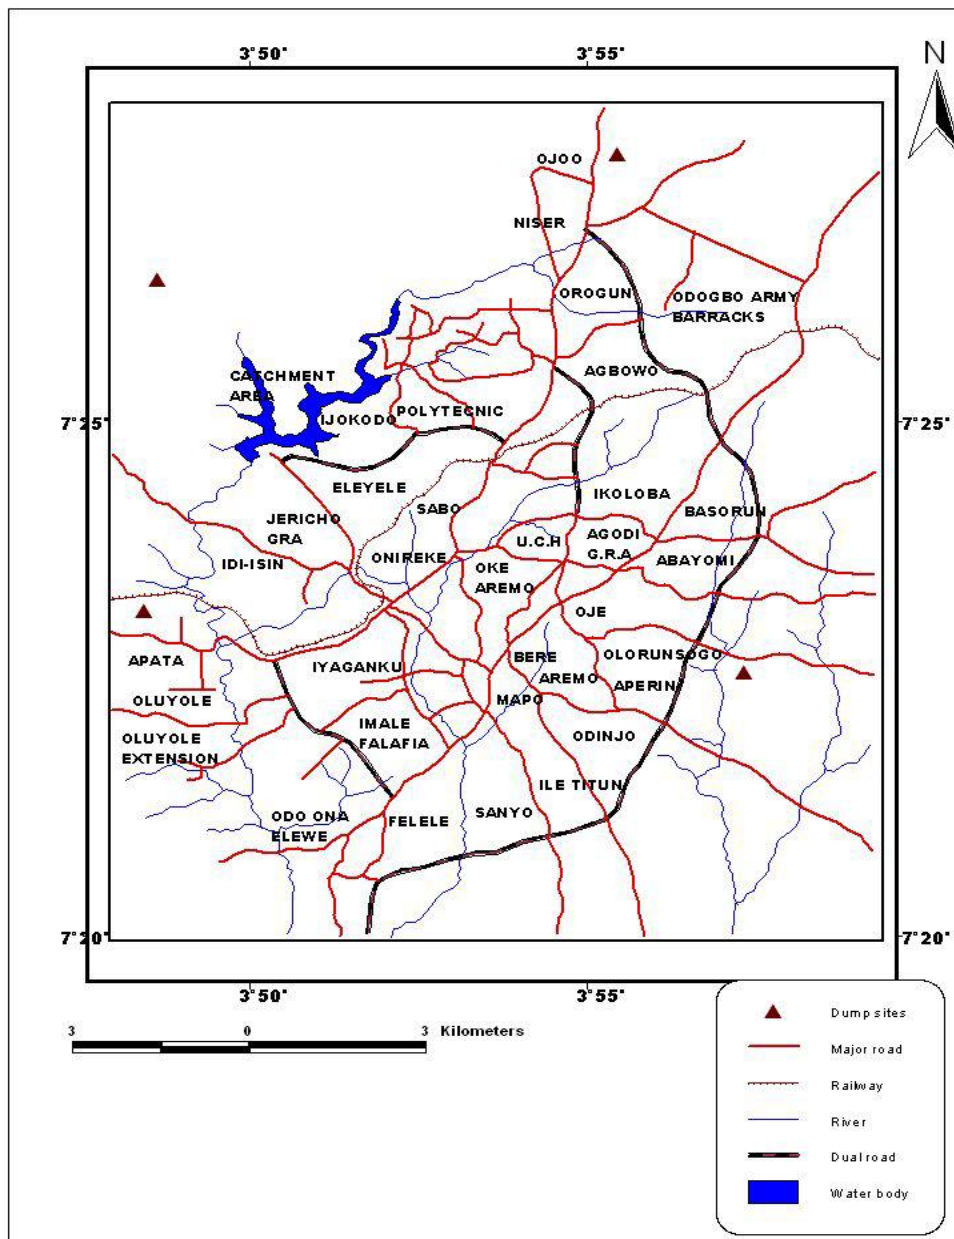 3°50'
3°55'
N
OJOO
NISER
OROGUN
ODOGBO ARMY
BARRACKS
CATCHMENT
AREA
AGBOWO
IJOKODO
POLYTECNIC
7°25'
7°25'
ELEYELE
IKOLOBA
SABO
BASORUN
JERICHO
GRA
U.C.H
AGODI
G.R.A
IDI-ISIN
ONIREKE
OKE
AREMO
ABAYOMI
OJE
APATA
IYAGANKU
BERE
AREMO
OLORUNSOGO
APERIN
OLUYOLE
MAPO
OLUYOLE
EXTENSION
IMALE
FALAFIA
ODINJO
ILE TITUN
ODO ONA
ELEWE
FELELE
SANYO
7°20'
7°20'
3°50'
3°55'
3
0
3
Kilometers
Dump sites
Major road
Railway
River
Dual road
Water body